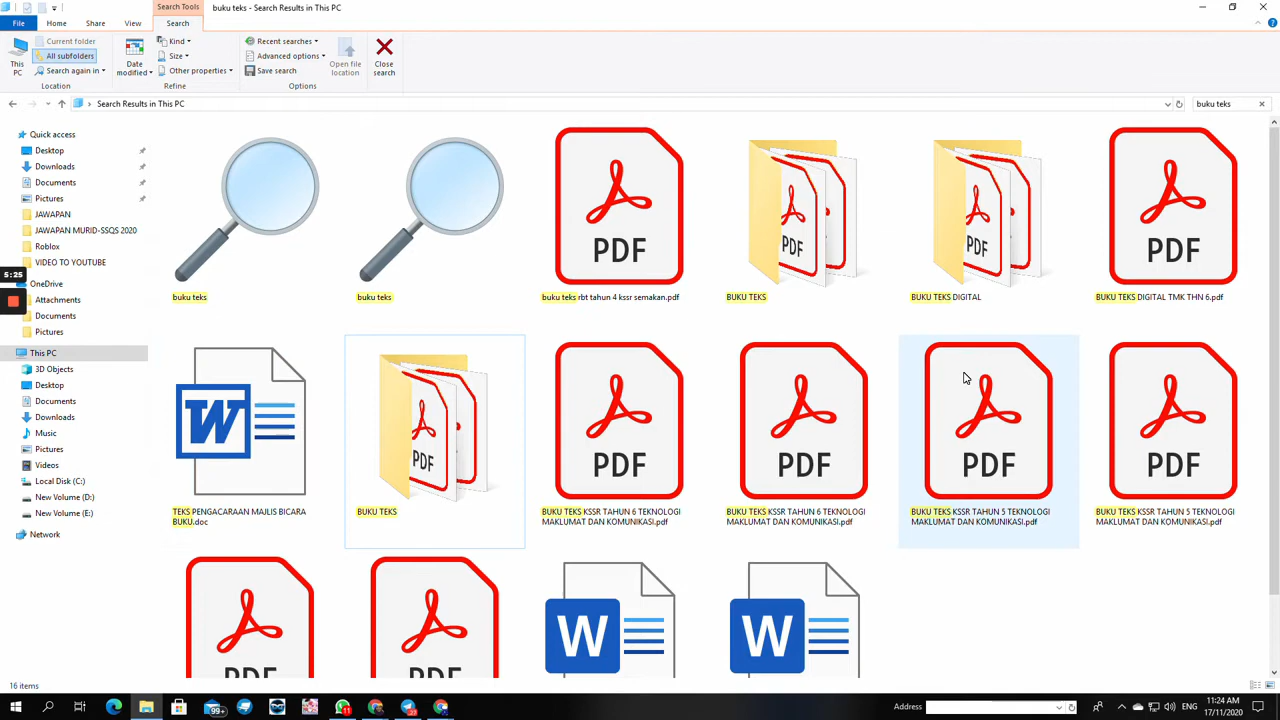 buku teks - Search Results in This PC
Search Tools
File
Home
Share
View
Search
This PC
Current folder
All subfolders
Search again in
Location
Date modified
Kind
Size
Other properties
Refine
Recent searches
Advanced options
Save search
Open file location
Options
Close search
Search Results in This PC
buku teks
Quick access
Desktop
Downloads
Documents
Pictures
JAWAPAN
JAWAPAN MURID-SSQS 2020
Roblox
VIDEO TO YOUTUBE
5:25
OneDrive
Attachments
Documents
Pictures
This PC
3D Objects
Desktop
Documents
Downloads
Music
Pictures
Videos
Local Disk (C:)
New Volume (D:)
New Volume (E:)
Network
buku teks
buku teks
PDF
buku teks rbt tahun 4 kssr semakan.pdf
PDF
BUKU TEKS
PDF
BUKU TEKS DIGITAL
PDF
BUKU TEKS DIGITAL TMK THN 6.pdf
W
TEKS PENGACARAAN MAJLIS BICARA
BUKU.doc
PDF
BUKU TEKS
PDF
BUKU TEKS KSSR TAHUN 6 TEKNOLOGI
MAKLUMAT DAN KOMUNIKASI.pdf
PDF
BUKU TEKS KSSR TAHUN 6 TEKNOLOGI
MAKLUMAT DAN KOMUNIKASI.pdf
PDF
BUKU TEKS KSSR TAHUN 5 TEKNOLOGI
MAKLUMAT DAN KOMUNIKASI.pdf
PDF
BUKU TEKS KSSR TAHUN 5 TEKNOLOGI
MAKLUMAT DAN KOMUNIKASI.pdf
PDF
PDF
W
W
16 items
99+
11
Address
ENG
11:24 AM
17/11/2020